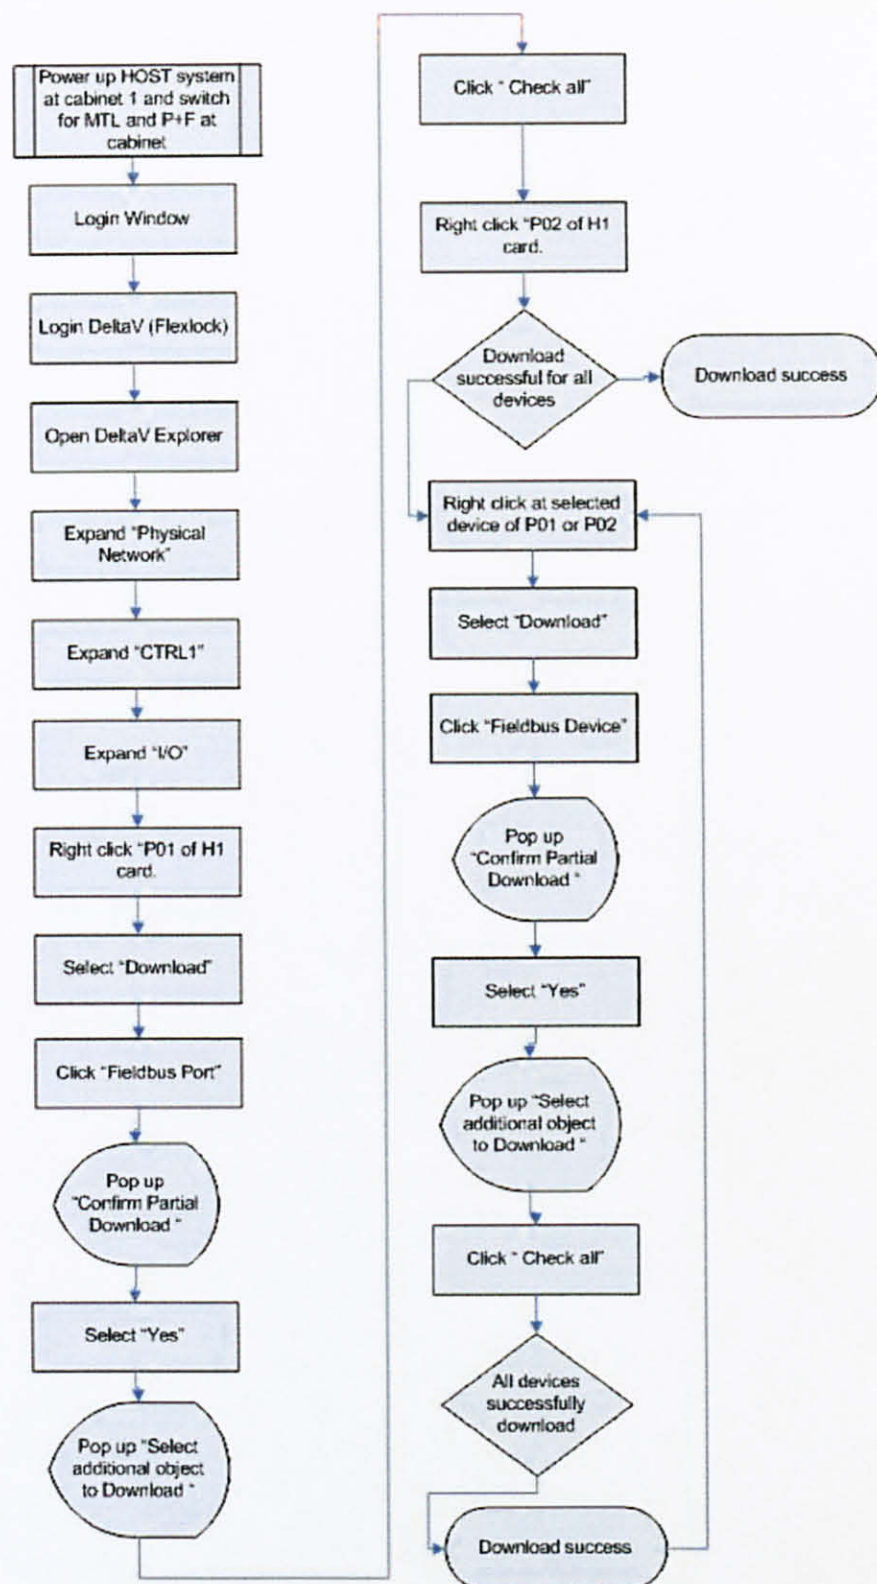 Power up HOST system
at cabinet 1 and switch
for MTL and P+F at
cabinet
Login Window
Login DeltaV (Flexlock)
Open DeltaV Explorer
Expand "Physical
Network"
Expand "CTRL1"
Expand "I/O"
Right click "P01 of H1
card.
Select "Download"
Click "Fieldbus Port"
Pop up
"Confirm Partial
Download "
Select "Yes"
Pop up "Select
additional object
to Download "
Click " Check all"
Right click "P02 of H1
card.
Download
successful for all
devices
Download success
Right click at selected
device of P01 or P02
Select "Download"
Click "Fieldbus Device"
Pop up
"Confirm Partial
Download "
Select "Yes"
Pop up "Select
additional object
to Download "
Click " Check all"
All devices
successfully
download
Download success